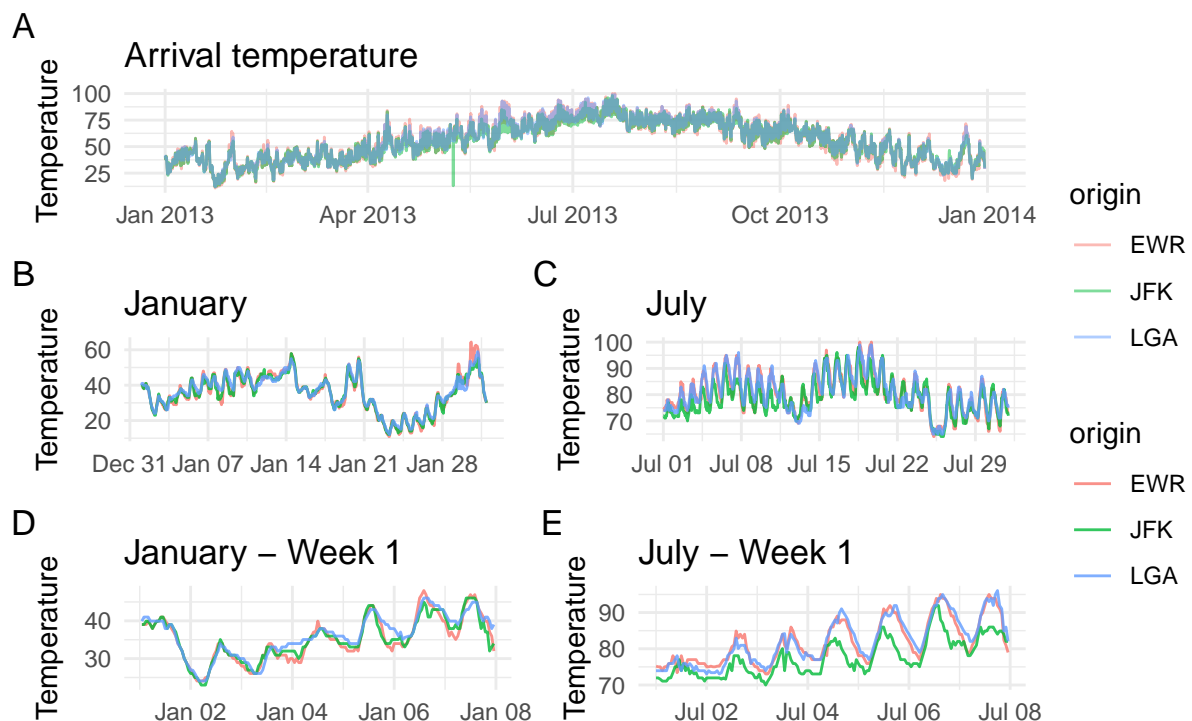 A
Arrival temperature
Temperature
100
75
50
25
Jan 2013 Apr 2013 Jul 2013 Oct 2013 Jan 2014
origin
EWR
JFK
LGA
B
January
Temperature
60
40
20
Dec 31 Jan 07 Jan 14 Jan 21 Jan 28
C
July
Temperature
100
90
80
70
Jul 01 Jul 08 Jul 15 Jul 22 Jul 29
origin
EWR
JFK
LGA
D
January – Week 1
Temperature
40
30
Jan 02 Jan 04 Jan 06 Jan 08
E
July – Week 1
Temperature
90
80
70
Jul 02 Jul 04 Jul 06 Jul 08